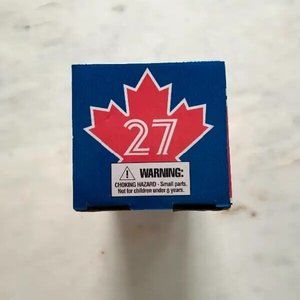 27
WARNING:
CHOKING HAZARD - Small parts.
Not for children under 3 years.